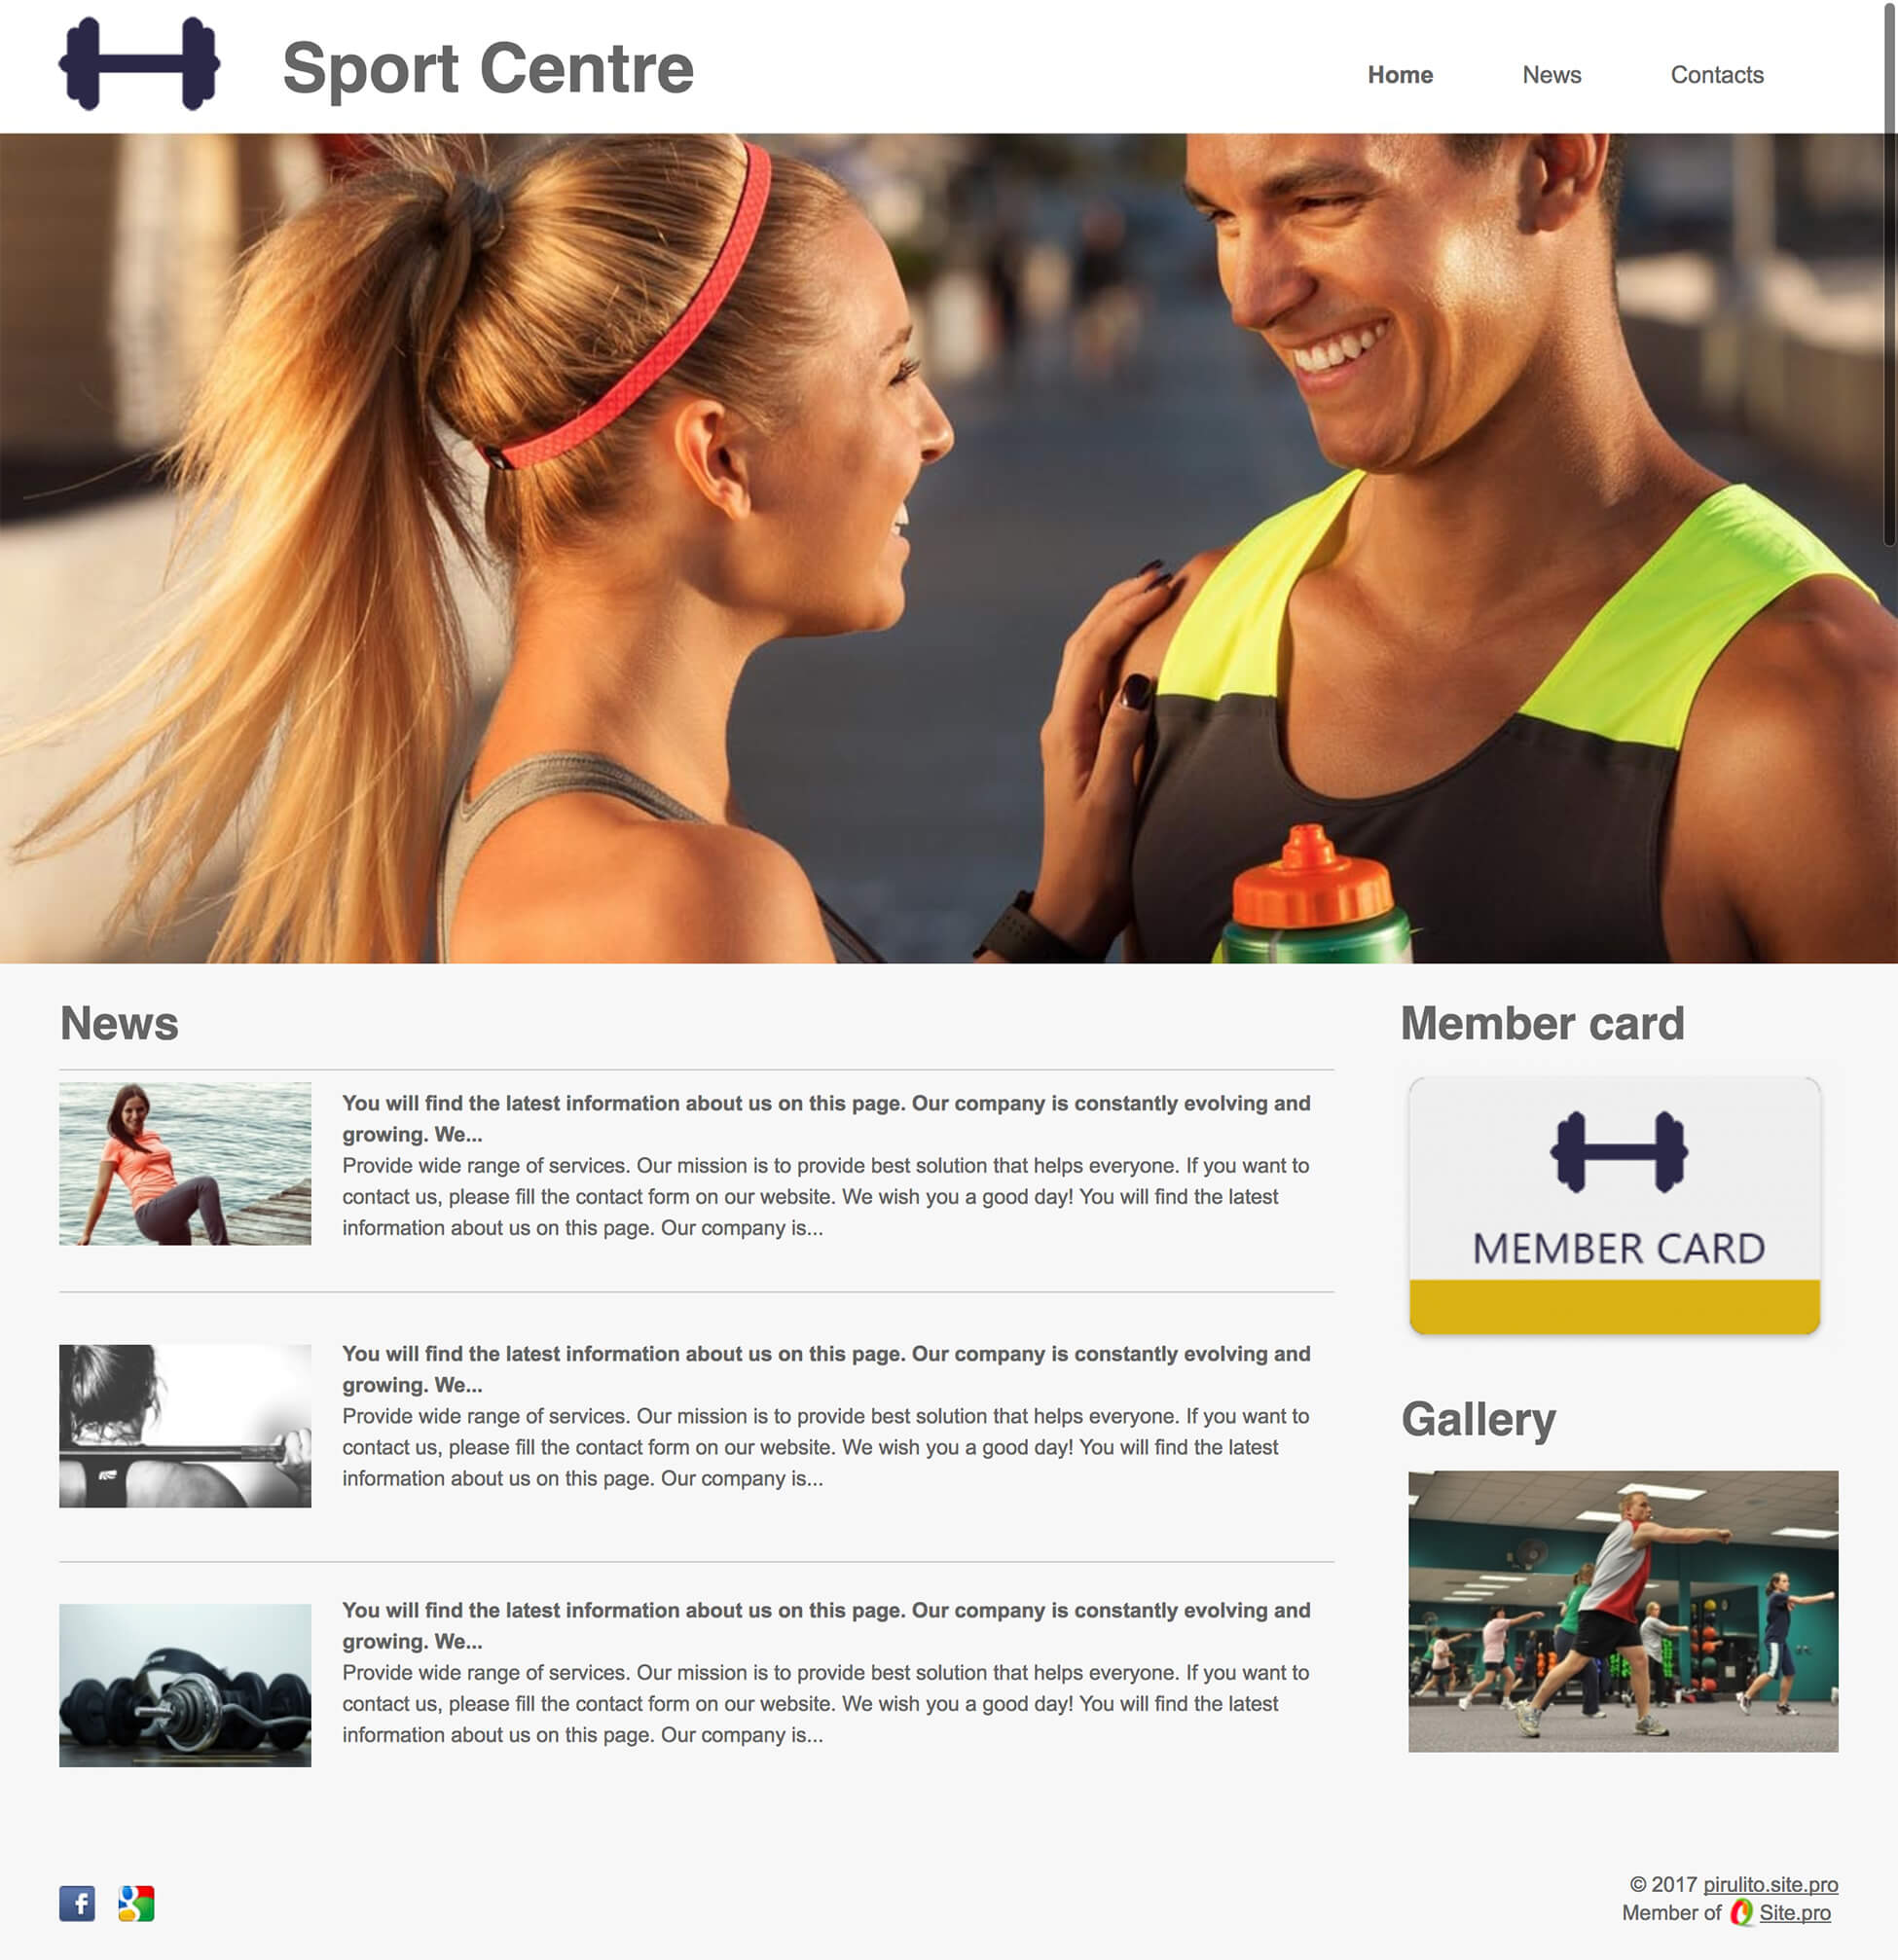 Sport Centre
Home
News
Contacts
News
You will find the latest information about us on this page. Our company is constantly evolving and
growing. We...
Provide wide range of services. Our mission is to provide best solution that helps everyone. If you want to
contact us, please fill the contact form on our website. We wish you a good day! You will find the latest
information about us on this page. Our company is...
You will find the latest information about us on this page. Our company is constantly evolving and
growing. We...
Provide wide range of services. Our mission is to provide best solution that helps everyone. If you want to
contact us, please fill the contact form on our website. We wish you a good day! You will find the latest
information about us on this page. Our company is...
You will find the latest information about us on this page. Our company is constantly evolving and
growing. We...
Provide wide range of services. Our mission is to provide best solution that helps everyone. If you want to
contact us, please fill the contact form on our website. We wish you a good day! You will find the latest
information about us on this page. Our company is...
Member card
MEMBER CARD
Gallery
f
g
© 2017 pirulito.site.pro
Member of Site.pro